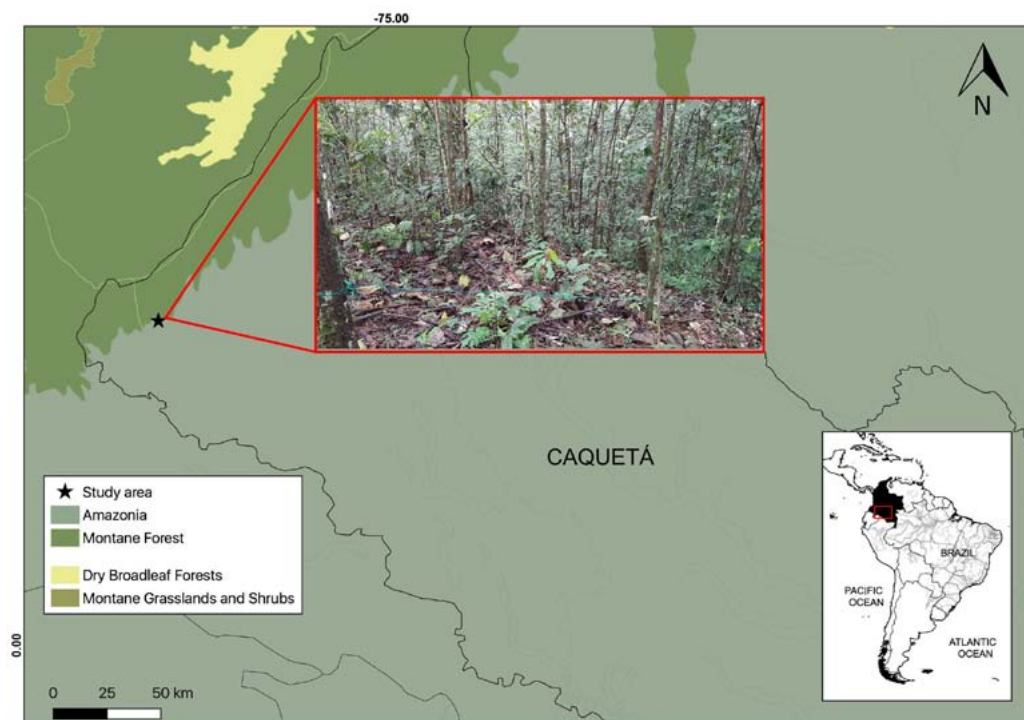 -75.00
N
CAQUETÁ
Study area
Amazonia
Montane Forest
Dry Broadleaf Forests
Montane Grasslands and Shrubs
0.00
0 25 50 km
BRAZIL
PACIFIC
OCEAN
ATLANTIC
OCEAN